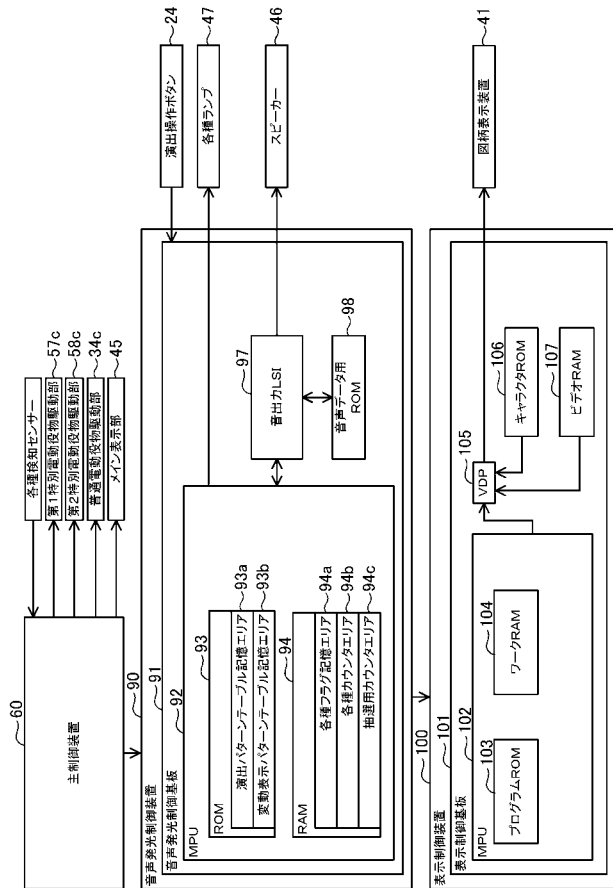 60
主制御装置
各種検知センサー
第1特別電動役物駆動部
57c
第2特別電動役物駆動部
58c
普通電動役物駆動部
34c
メイン表示部
45
90
音声発光制御装置
91
音声発光制御基板
92
MPU
93
ROM
演出パターンテーブル記憶エリア
93a
変動表示パターンテーブル記憶エリア
93b
94
RAM
各種フラグ記憶エリア
94a
各種カウンタエリア
94b
抽選用カウンタエリア
94c
97
音出力LSI
98
音声データ用
ROM
演出操作ボタン
24
各種ランプ
47
スピーカー
46
100
表示制御装置
101
表示制御基板
102
MPU
103
プログラムROM
104
ワークRAM
105
VDP
106
キャラクタROM
107
ビデオRAM
図柄表示装置
41